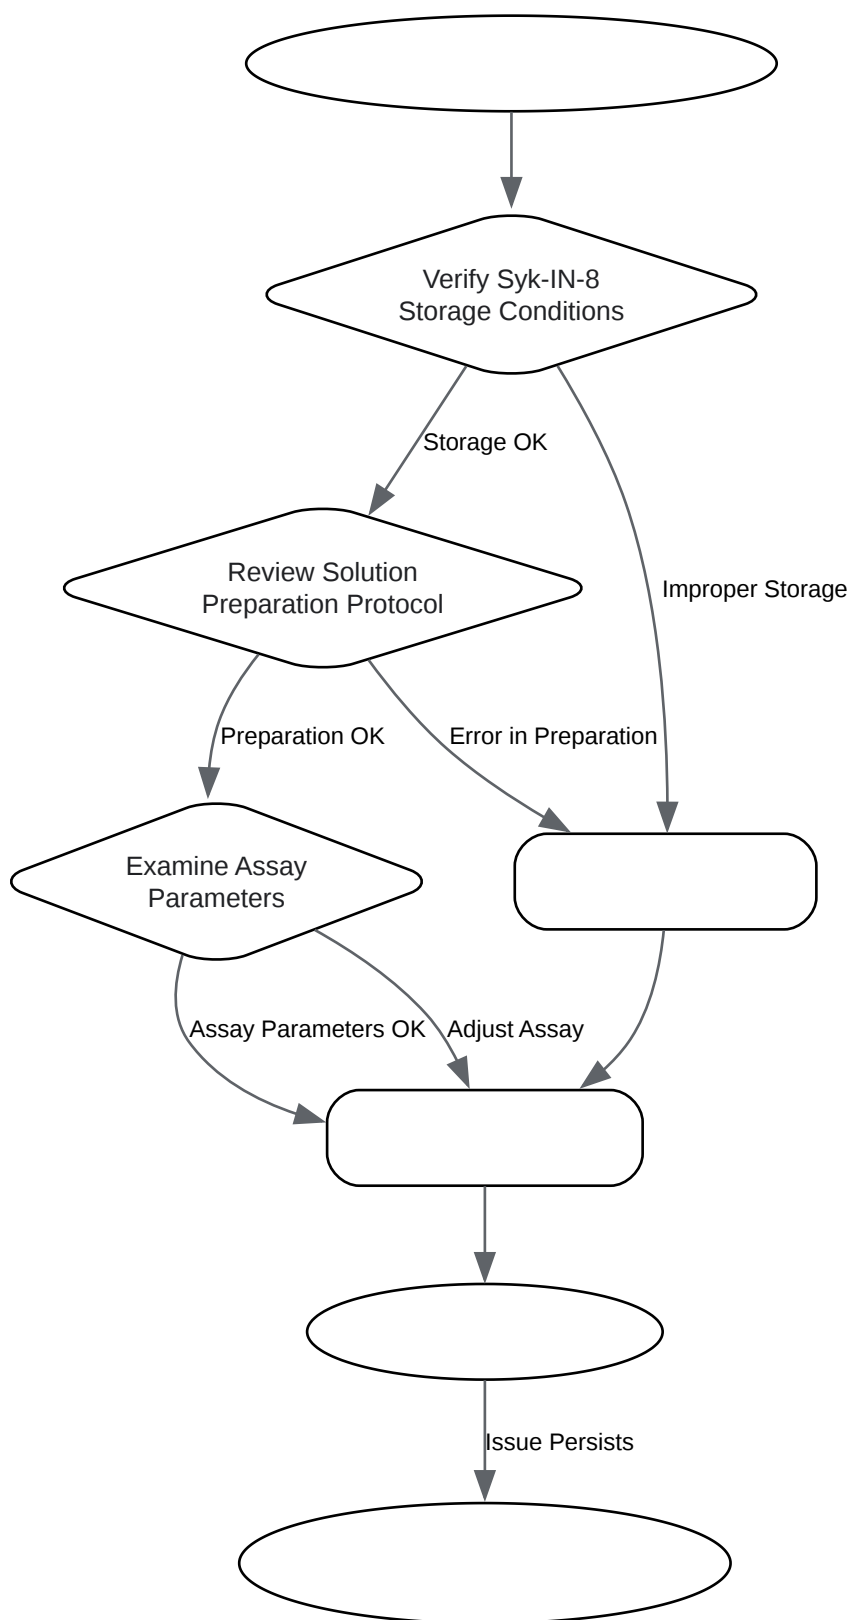 Verify Syk-IN-8
Storage Conditions
Storage OK
Review Solution
Preparation Protocol
Improper Storage
Preparation OK
Error in Preparation
Examine Assay
Parameters
Assay Parameters OK
Adjust Assay
Issue Persists